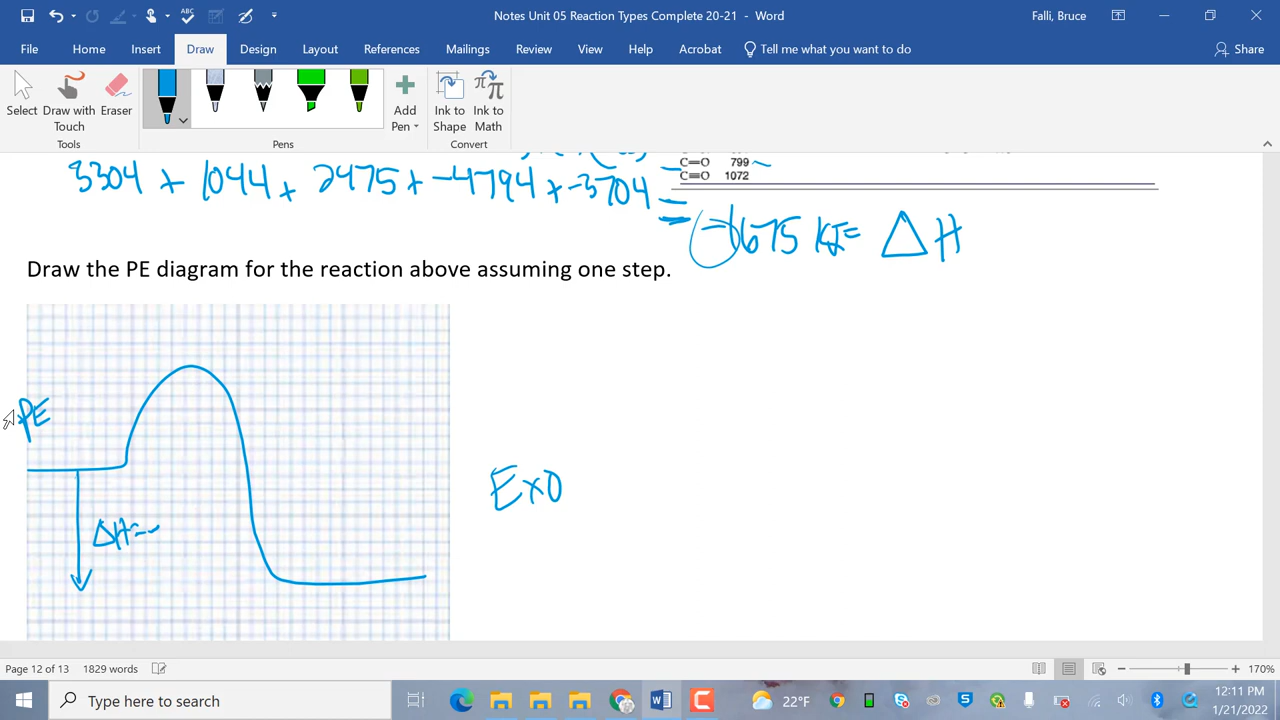 Notes Unit 05 Reaction Types Complete 20-21 - Word
Falli, Bruce
File Home Insert Draw Design Layout References Mailings Review View Help Acrobat Tell me what you want to do Share
Select Draw with Touch Eraser Add Pen Ink to Shape Ink to Math
Tools Pens Convert
C=O 799
C≡O 1072
3304 + 1044 + 2475 + -4794 + -3704 =
-1675 KJ = ΔH
Draw the PE diagram for the reaction above assuming one step.
PE
Exo
ΔH = -
Page 12 of 13 1829 words 170%
Type here to search 22°F 12:11 PM
1/21/2022